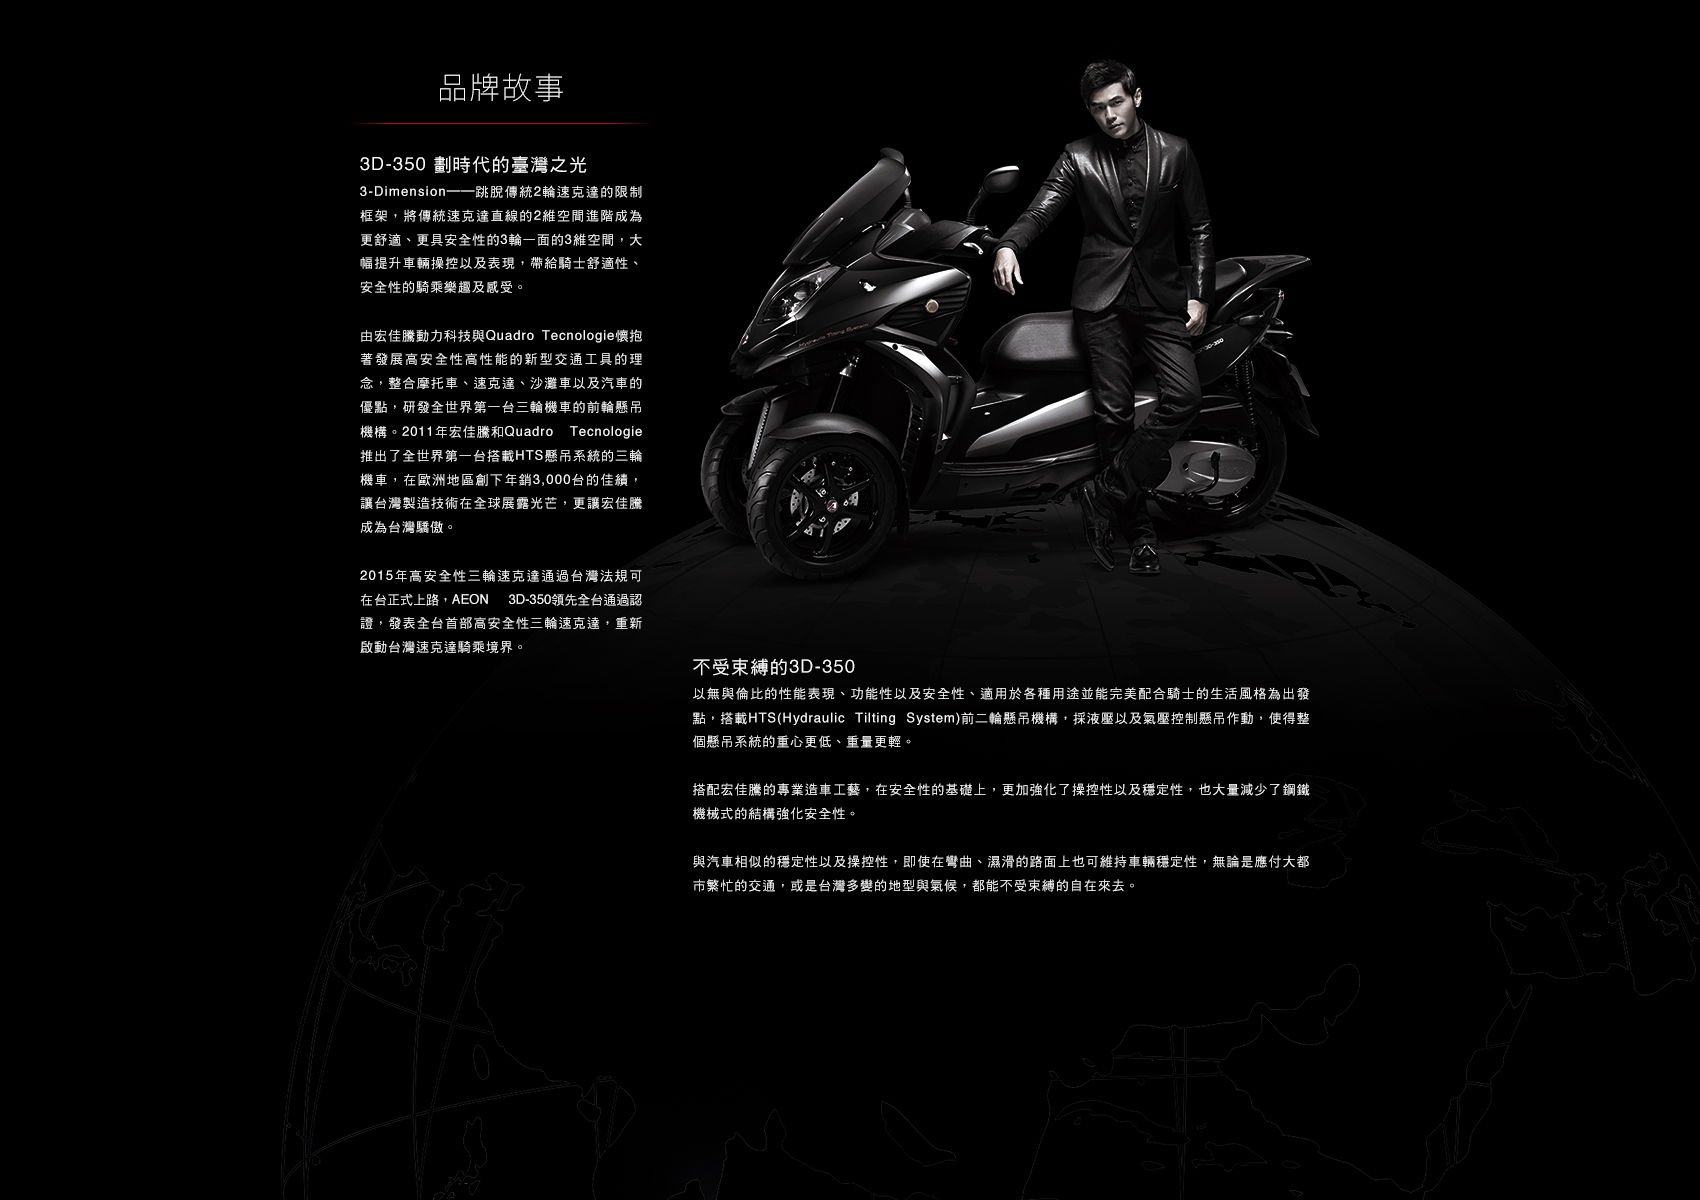 品牌故事
3D-350 劃時代的臺灣之光
3-Dimension——跳脫傳統2輪速克達的限制
框架，將傳統速克達直線的2維空間進階成為
更舒適、更具安全性的3輪一面的3維空間，大
幅提升車輛操控以及表現，帶給騎士舒適性、
安全性的騎乘樂趣及感受。
由宏佳騰動力科技與Quadro Tecnologie懷抱
著發展高安全性高性能的新型交通工具的理
念，整合摩托車、速克達、沙灘車以及汽車的
優點，研發全世界第一台三輪機車的前輪懸吊
機構。2011年宏佳騰和Quadro Tecnologie
推出了全世界第一台搭載HTS懸吊系統的三輪
機車，在歐洲地區創下年銷3,000台的佳績，
讓台灣製造技術在全球展露光芒，更讓宏佳騰
成為台灣驕傲。
2015年高安全性三輪速克達通過台灣法規可
在台正式上路，AEON 3D-350領先全台通過認
證，發表全台首部高安全性三輪速克達，重新
啟動台灣速克達騎乘境界。
Hydraulic Tilting System
3D-350
不受束縛的3D-350
以無與倫比的性能表現、功能性以及安全性、適用於各種用途並能完美配合騎士的生活風格為出發
點，搭載HTS(Hydraulic Tilting System)前二輪懸吊機構，採液壓以及氣壓控制懸吊作動，使得整
個懸吊系統的重心更低、重量更輕。
搭配宏佳騰的專業造車工藝，在安全性的基礎上，更加強化了操控性以及穩定性，也大量減少了鋼鐵
機械式的結構強化安全性。
與汽車相似的穩定性以及操控性，即使在彎曲、濕滑的路面上也可維持車輛穩定性，無論是應付大都
市繁忙的交通，或是台灣多變的地型與氣候，都能不受束縛的自在來去。